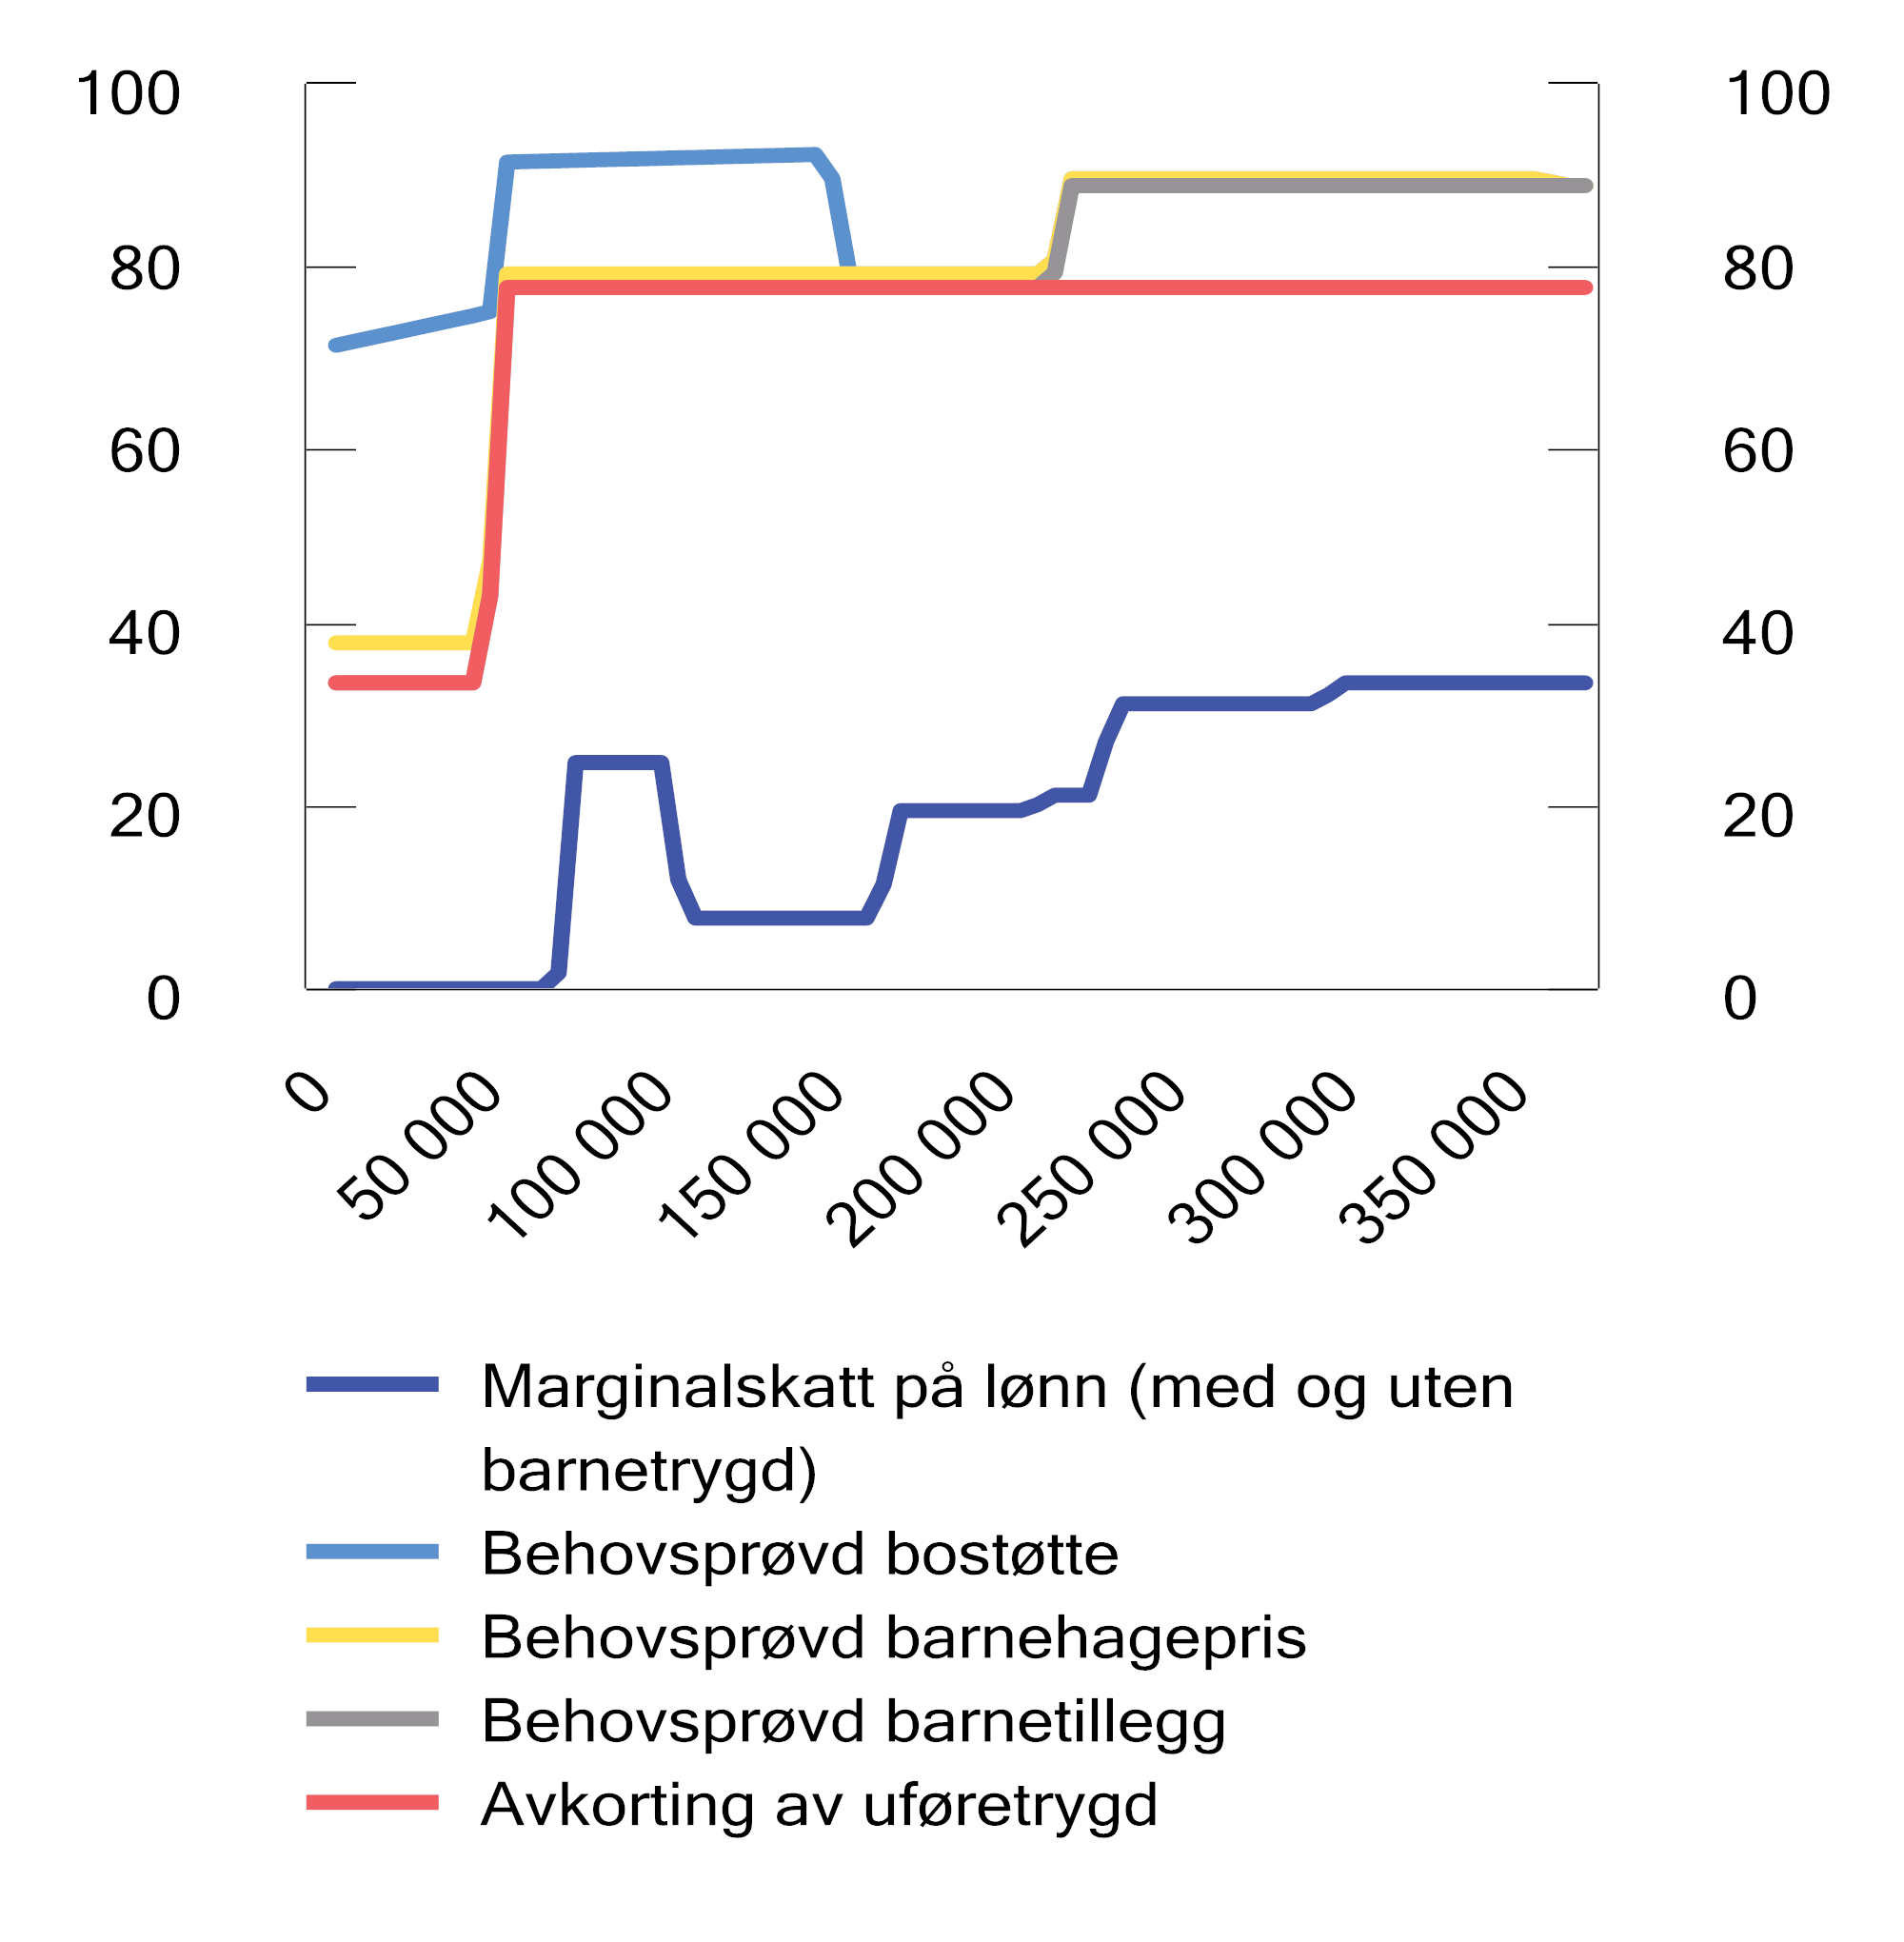 100 100
80 80
60 60
40 40
20 20
0 0
0
50 000
100 000
150 000
200 000
250 000
300 000
350 000
Marginalskatt på lønn (med og uten
barnetrygd)
Behovsprøvd bostøtte
Behovsprøvd barnehagepris
Behovsprøvd barnetillegg
Avkorting av uføretrygd